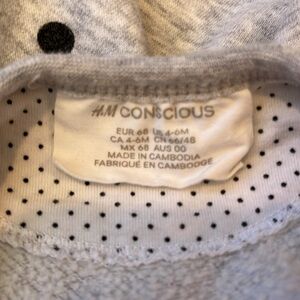 H&M CONSCIOUS
EUR 68 US 4-6M
CA 4-6M CN 66/48
MX 68 AUS 00
MADE IN CAMBODIA
FABRIQUÉ EN CAMBODGE